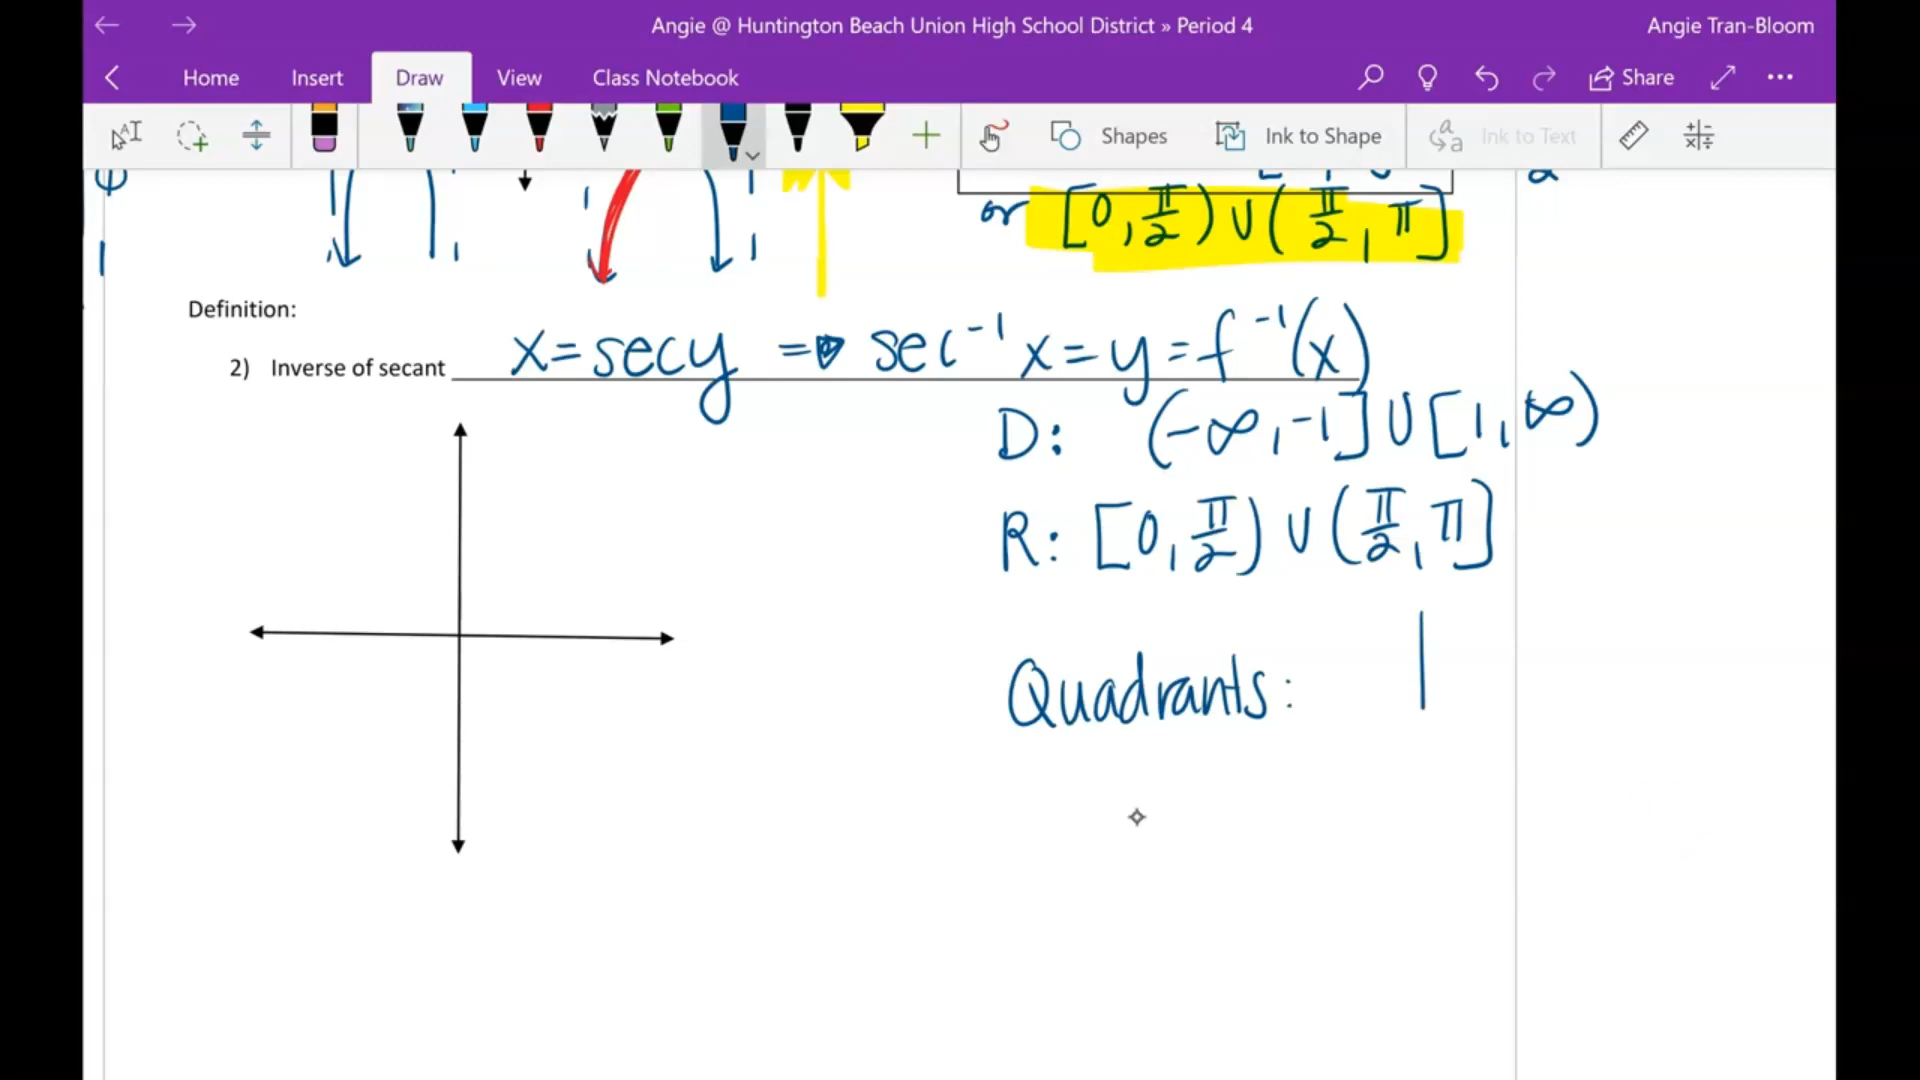 Angie @ Huntington Beach Union High School District » Period 4
Angie Tran-Bloom
Home Insert Draw View Class Notebook Share
Shapes Ink to Shape Ink to Text
or [0, π/2) ∪ (π/2, π]
Definition:
2) Inverse of secant x = sec y => sec⁻¹ x = y = f⁻¹(x)
D: (-∞, -1] ∪ [1, ∞)
R: [0, π/2) ∪ (π/2, π]
Quadrants: